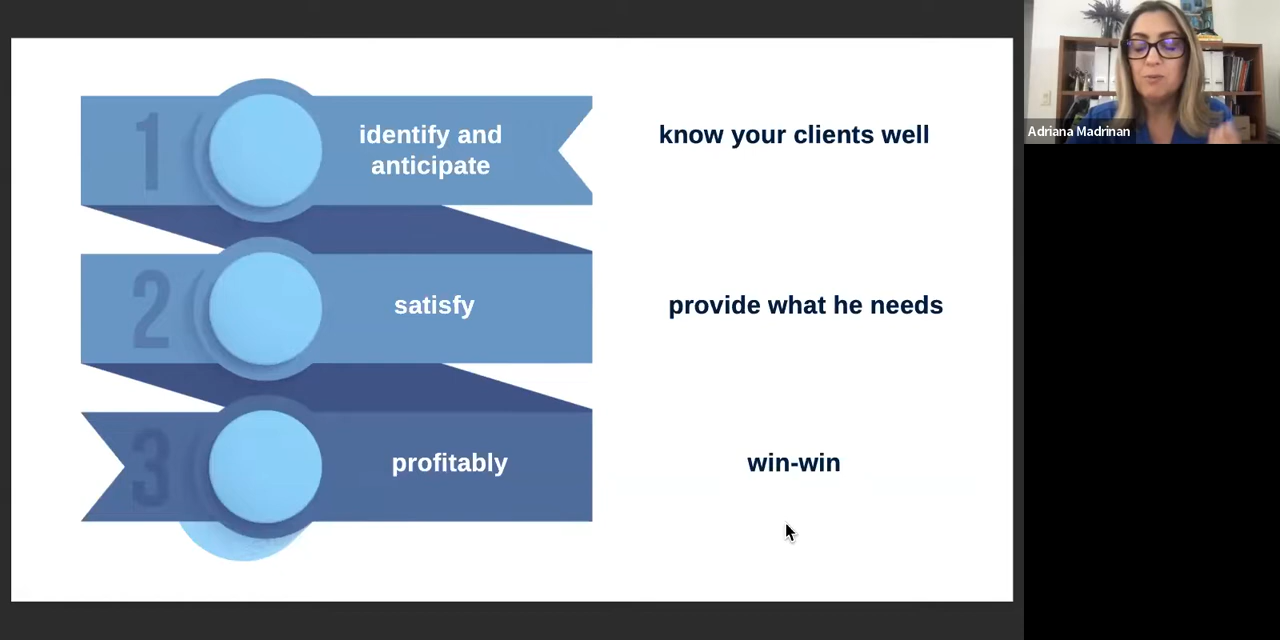 1
identify and
anticipate
know your clients well
2
satisfy
provide what he needs
3
profitably
win-win
Adriana Madrinan